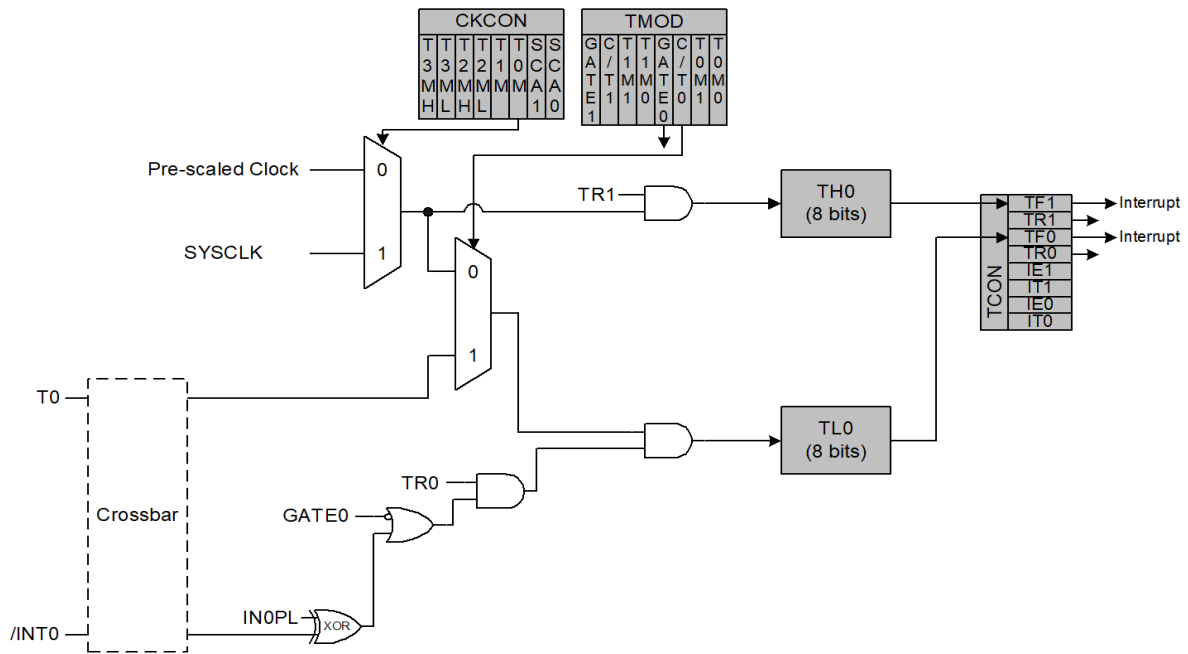 CKCON
T3MH
T3ML
T2MH
T2ML
T1M
T0M
SCA1
SCA0
TMOD
GATE1
C/T1
T1M1
T1M0
GATE0
C/T0
T0M1
T0M0
Pre-scaled Clock
0
SYSCLK
1
TR1
TH0
(8 bits)
TCON
TF1
TR1
TF0
TR0
IE1
IT1
IE0
IT0
Interrupt
Interrupt
0
1
T0
TL0
(8 bits)
TR0
GATE0
Crossbar
IN0PL
XOR
/INT0